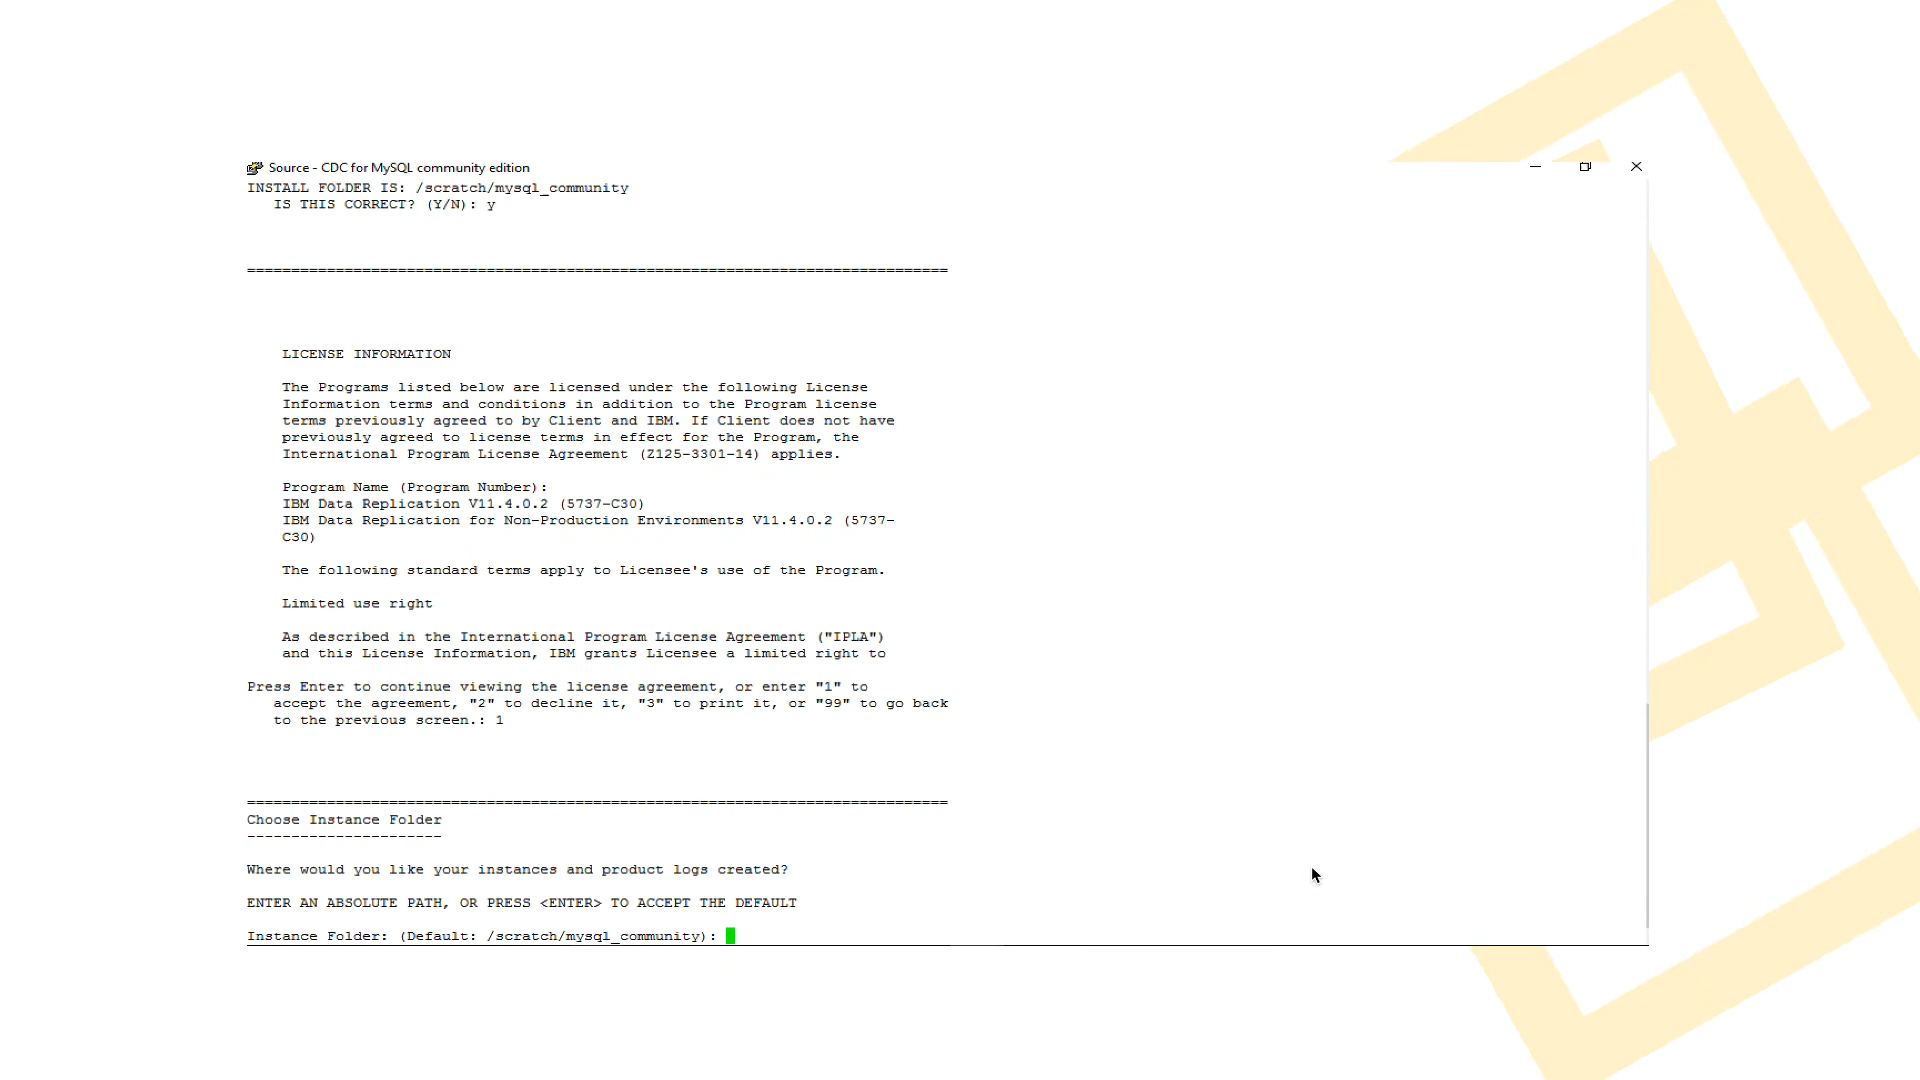 Source - CDC for MySQL community edition
INSTALL FOLDER IS: /scratch/mysql_community
IS THIS CORRECT? (Y/N): y
===============================================================================
LICENSE INFORMATION
The Programs listed below are licensed under the following License
Information terms and conditions in addition to the Program license
terms previously agreed to by Client and IBM. If Client does not have
previously agreed to license terms in effect for the Program, the
International Program License Agreement (Z125-3301-14) applies.
Program Name (Program Number):
IBM Data Replication V11.4.0.2 (5737-C30)
IBM Data Replication for Non-Production Environments V11.4.0.2 (5737-
C30)
The following standard terms apply to Licensee's use of the Program.
Limited use right
As described in the International Program License Agreement ("IPLA")
and this License Information, IBM grants Licensee a limited right to
Press Enter to continue viewing the license agreement, or enter "1" to
accept the agreement, "2" to decline it, "3" to print it, or "99" to go back
to the previous screen.: 1
===============================================================================
Choose Instance Folder
----------------------
Where would you like your instances and product logs created?
ENTER AN ABSOLUTE PATH, OR PRESS <ENTER> TO ACCEPT THE DEFAULT
Instance Folder: (Default: /scratch/mysql_community):